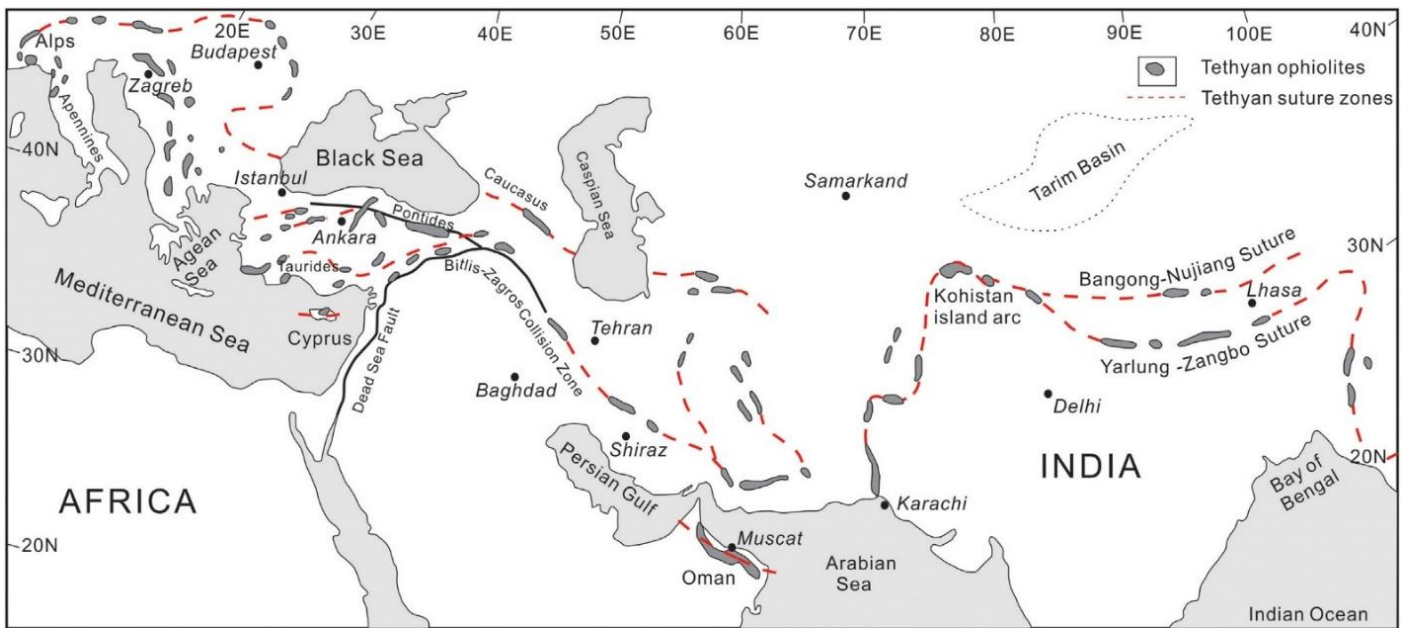 20E
30E
40E
50E
60E
70E
80E
90E
100E
40N
Alps
Budapest
Zagreb
Apennines
Tethyan ophiolites
Tethyan suture zones
40N
Black Sea
Istanbul
Caucasus
Caspian Sea
Samarkand
Tarim Basin
Pontides
Ankara
Agean
Sea
Taurides
Bitlis-Zagros Collision Zone
30N
Bangong-Nujiang Suture
Lhasa
Kohistan
island arc
Yarlung -Zangbo Suture
Mediterranean Sea
Cyprus
Dead Sea Fault
Tehran
30N
Baghdad
Delhi
Shiraz
INDIA
20N
Persian Gulf
Bay of
Bengal
AFRICA
Karachi
20N
Muscat
Oman
Arabian
Sea
Indian Ocean